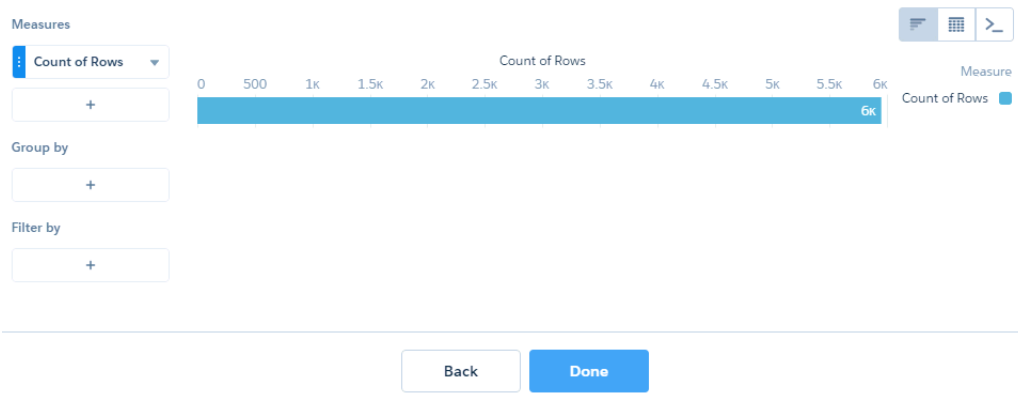 Measures
Count of Rows
+
Group by
+
Filter by
+
Count of Rows
0 500 1K 1.5K 2K 2.5K 3K 3.5K 4K 4.5K 5K 5.5K 6K
6K
Measure
Count of Rows
Back Done